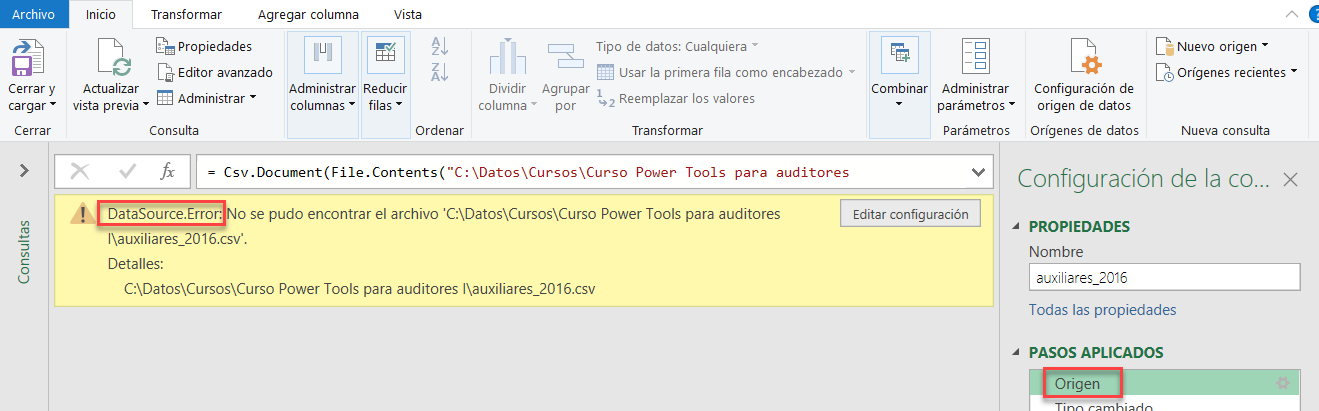 Archivo Inicio Transformar Agregar columna Vista
Cerrar y cargar
Cerrar
Actualizar vista previa
Propiedades
Editor avanzado
Administrar
Consulta
Administrar columnas
Reducir filas
A
Z
Z
A
Ordenar
Dividir columna
Agrupar por
Tipo de datos: Cualquiera
Usar la primera fila como encabezado
1
2
Reemplazar los valores
Transformar
Combinar
Administrar parámetros
Parámetros
Configuración de origen de datos
Orígenes de datos
Nuevo origen
Orígenes recientes
Nueva consulta
Consultas
fx
= Csv.Document(File.Contents("C:\Datos\Cursos\Curso Power Tools para auditores
DataSource.Error: No se pudo encontrar el archivo 'C:\Datos\Cursos\Curso Power Tools para auditores
I\auxiliares_2016.csv'.
Detalles:
C:\Datos\Cursos\Curso Power Tools para auditores I\auxiliares_2016.csv
Editar configuración
Configuración de la co...
PROPIEDADES
Nombre
auxiliares_2016
Todas las propiedades
PASOS APLICADOS
Origen
Tipo cambiado